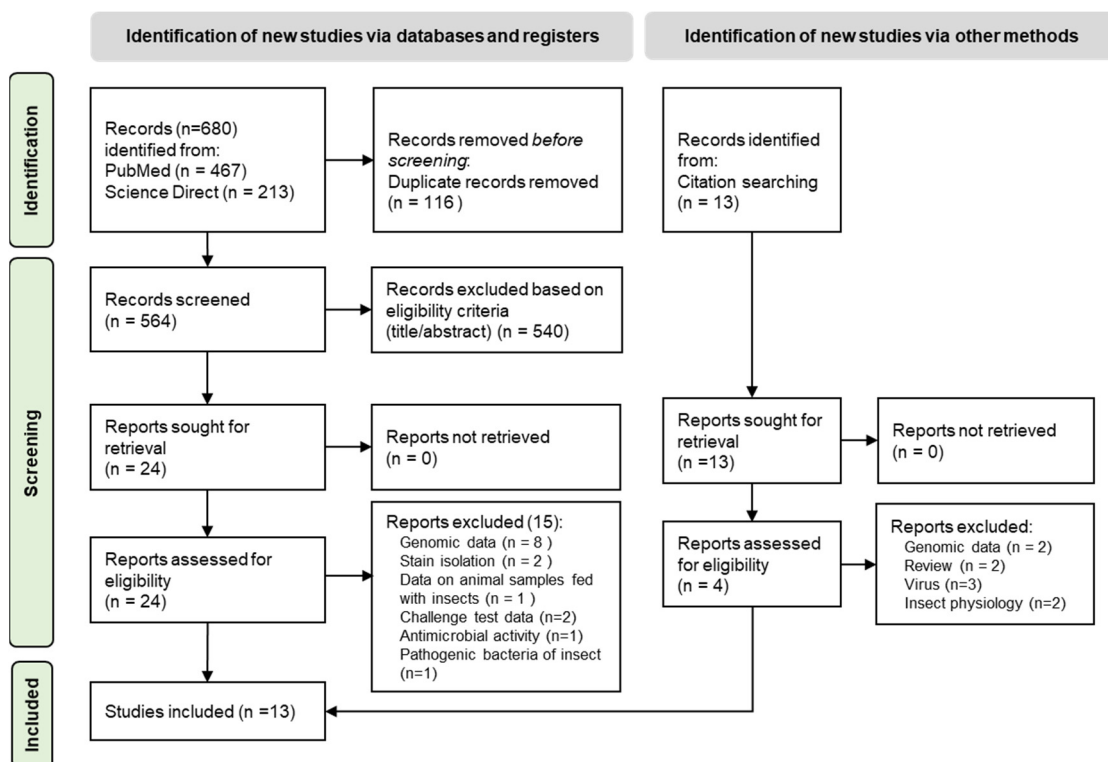 Identification of new studies via databases and registers
Identification of new studies via other methods
Identification
Records (n=680)
identified from:
PubMed (n = 467)
Science Direct (n = 213)
Records removed before
screening:
Duplicate records removed
(n = 116 )
Records identified
from:
Citation searching
(n = 13)
Screening
Records screened
(n = 564)
Records excluded based on
eligibility criteria
(title/abstract) (n = 540)
Reports sought for
retrieval
(n = 24)
Reports not retrieved
(n = 0)
Reports sought for
retrieval
(n =13)
Reports not retrieved
(n = 0)
Reports assessed for
eligibility
(n = 24)
Reports excluded (15):
Genomic data (n = 8 )
Stain isolation (n = 2 )
Data on animal samples fed
with insects (n = 1 )
Challenge test data (n=2)
Antimicrobial activity (n=1)
Pathogenic bacteria of insect
(n=1)
Reports assessed
for eligibility
(n = 4)
Reports excluded:
Genomic data (n = 2)
Review (n = 2)
Virus (n=3)
Insect physiology (n=2)
Included
Studies included (n =13)